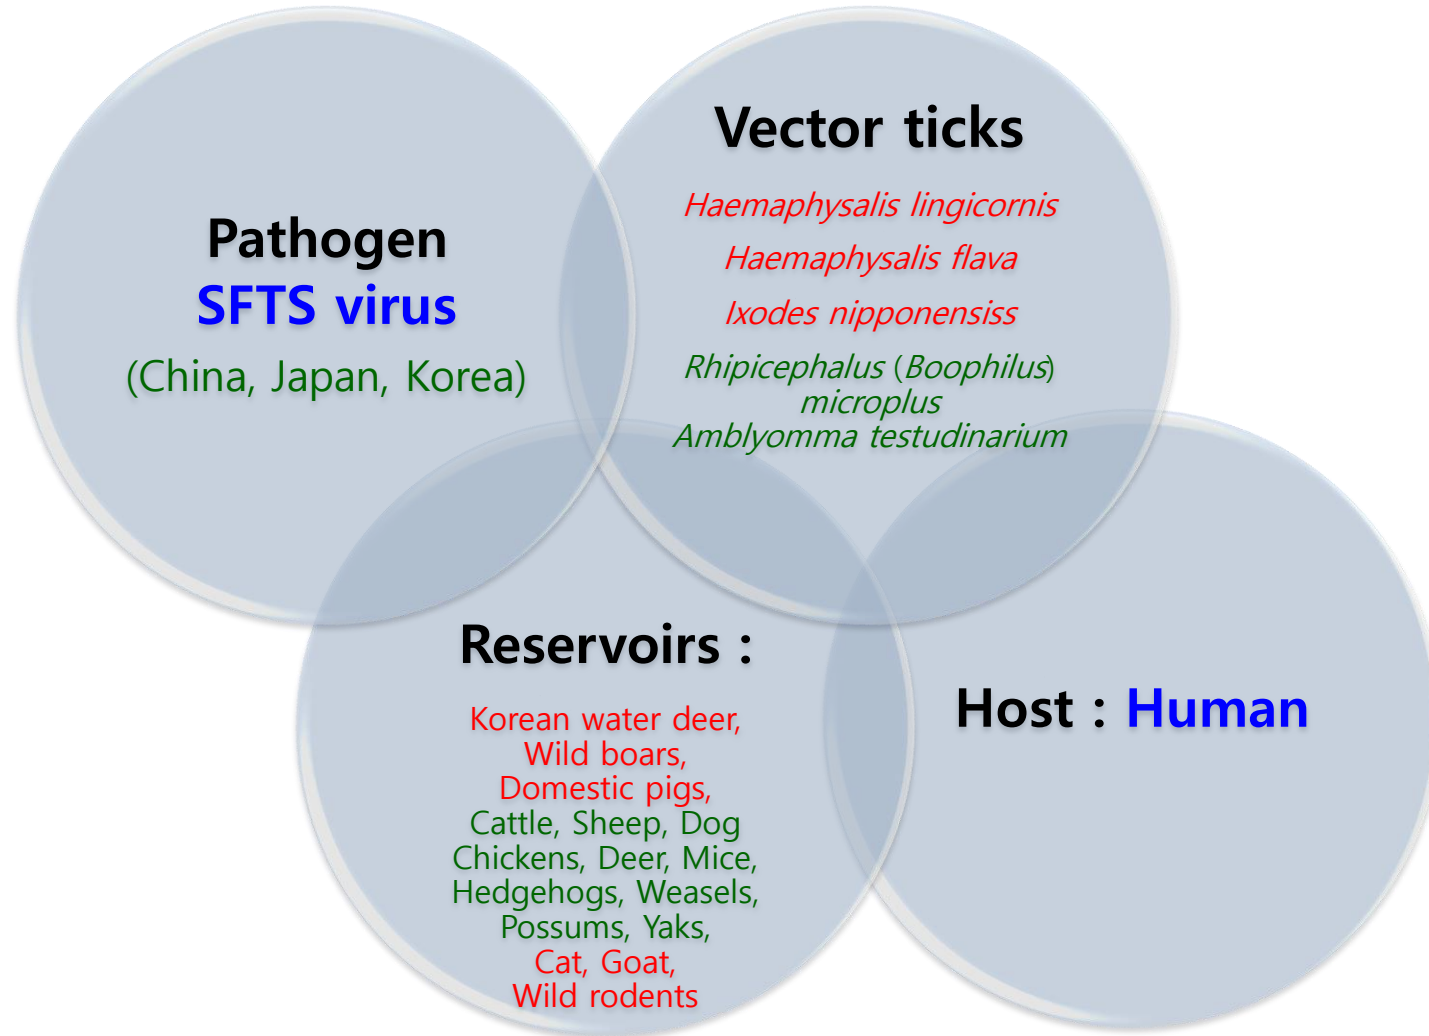 Pathogen
SFTS virus
(China, Japan, Korea)
Vector ticks
Haemaphysalis lingicornis
Haemaphysalis flava
Ixodes nipponensiss
Rhipicephalus (Boophilus)
microplus
Amblyomma testudinarium
Reservoirs :
Korean water deer,
Wild boars,
Domestic pigs,
Cattle, Sheep, Dog
Chickens, Deer, Mice,
Hedgehogs, Weasels,
Possums, Yaks,
Cat, Goat,
Wild rodents
Host : Human